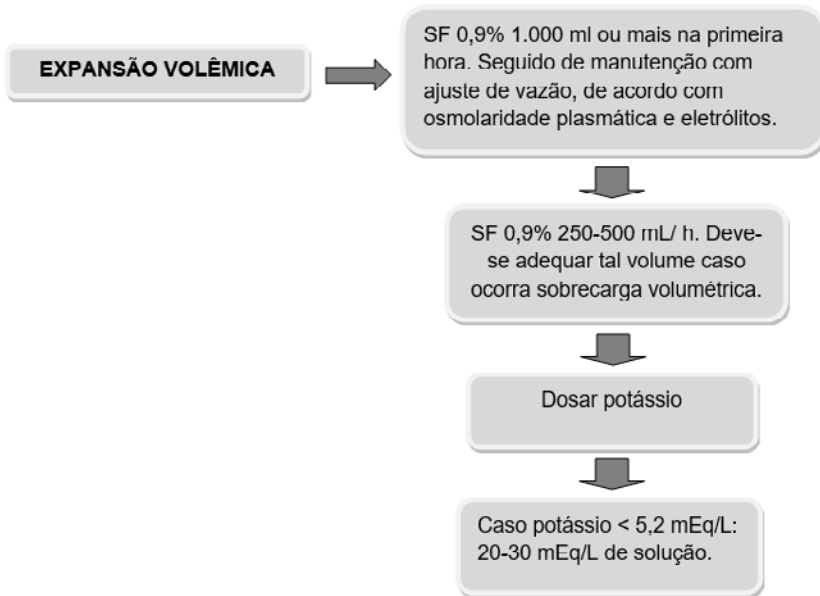 EXPANSÃO VOLÊMICA
SF 0,9% 1.000 ml ou mais na primeira
hora. Seguido de manutenção com
ajuste de vazão, de acordo com
osmolaridade plasmática e eletrólitos.
SF 0,9% 250-500 mL/ h. Deve-
se adequar tal volume caso
ocorra sobrecarga volumétrica.
Dosar potássio
Caso potássio < 5,2 mEq/L:
20-30 mEq/L de solução.